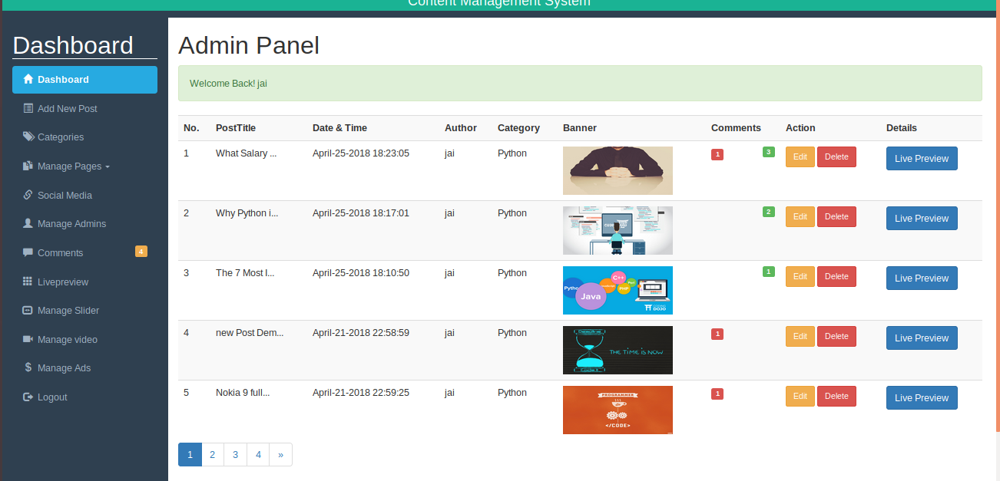 Content Management System
Dashboard
Dashboard
Add New Post
Categories
Manage Pages
Social Media
Manage Admins
Comments 4
Livepreview
Manage Slider
Manage video
Manage Ads
Logout
Admin Panel
Welcome Back! jai
No. PostTitle Date & Time Author Category Banner Comments Action Details
1 What Salary ... April-25-2018 18:23:05 jai Python 1 3 Edit Delete Live Preview
2 Why Python i... April-25-2018 18:17:01 jai Python 2 Edit Delete Live Preview
3 The 7 Most I... April-25-2018 18:10:50 jai Python 1 Edit Delete Live Preview
C++
Java
PHP
DOJO
4 new Post Dem... April-21-2018 22:58:59 jai Python 1 Edit Delete Live Preview
THE TIME IS NOW
5 Nokia 9 full... April-21-2018 22:59:25 jai Python 1 Edit Delete Live Preview
PROGRAMMER
</CODE>
1 2 3 4 »